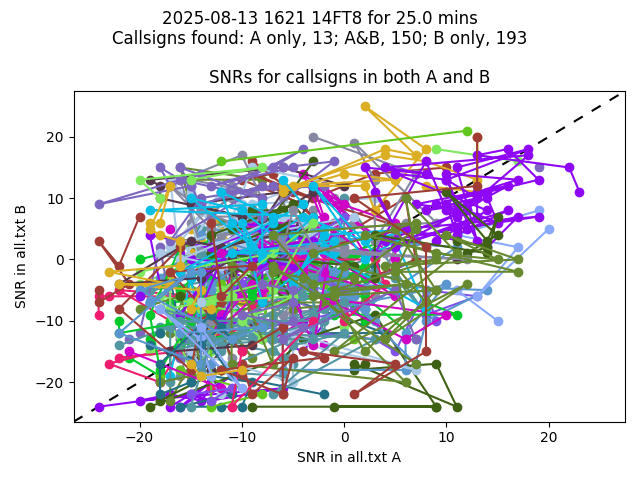 2025-08-13 1621 14FT8 for 25.0 mins
Callsigns found: A only, 13; A&B, 150; B only, 193
SNRs for callsigns in both A and B
SNR in all.txt B
20
10
0
−10
−20
−20
−10
0
10
20
SNR in all.txt A